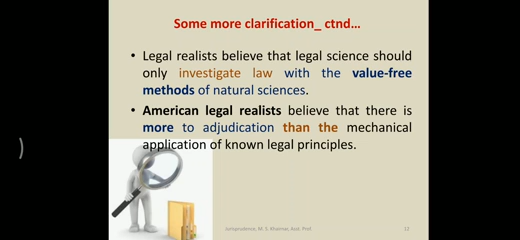 Some more clarification_ ctnd…
• Legal realists believe that legal science should
only investigate law with the value-free
methods of natural sciences.
• American legal realists believe that there is
more to adjudication than the mechanical
application of known legal principles.
Jurisprudence, M. S. Khaimar, Asst. Prof.
12